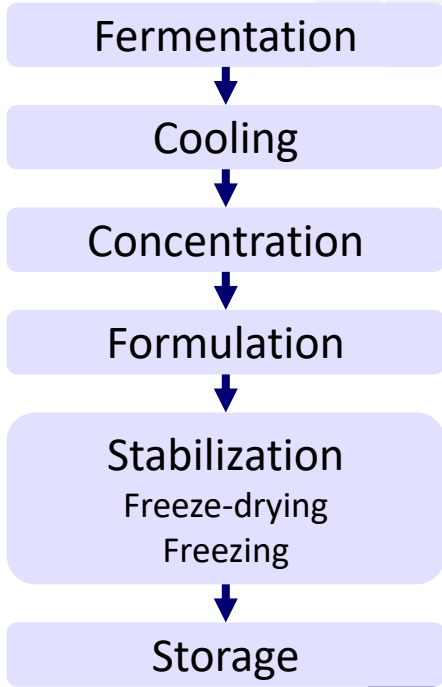 Fermentation
Cooling
Concentration
Formulation
Stabilization
Freeze-drying
Freezing
Storage